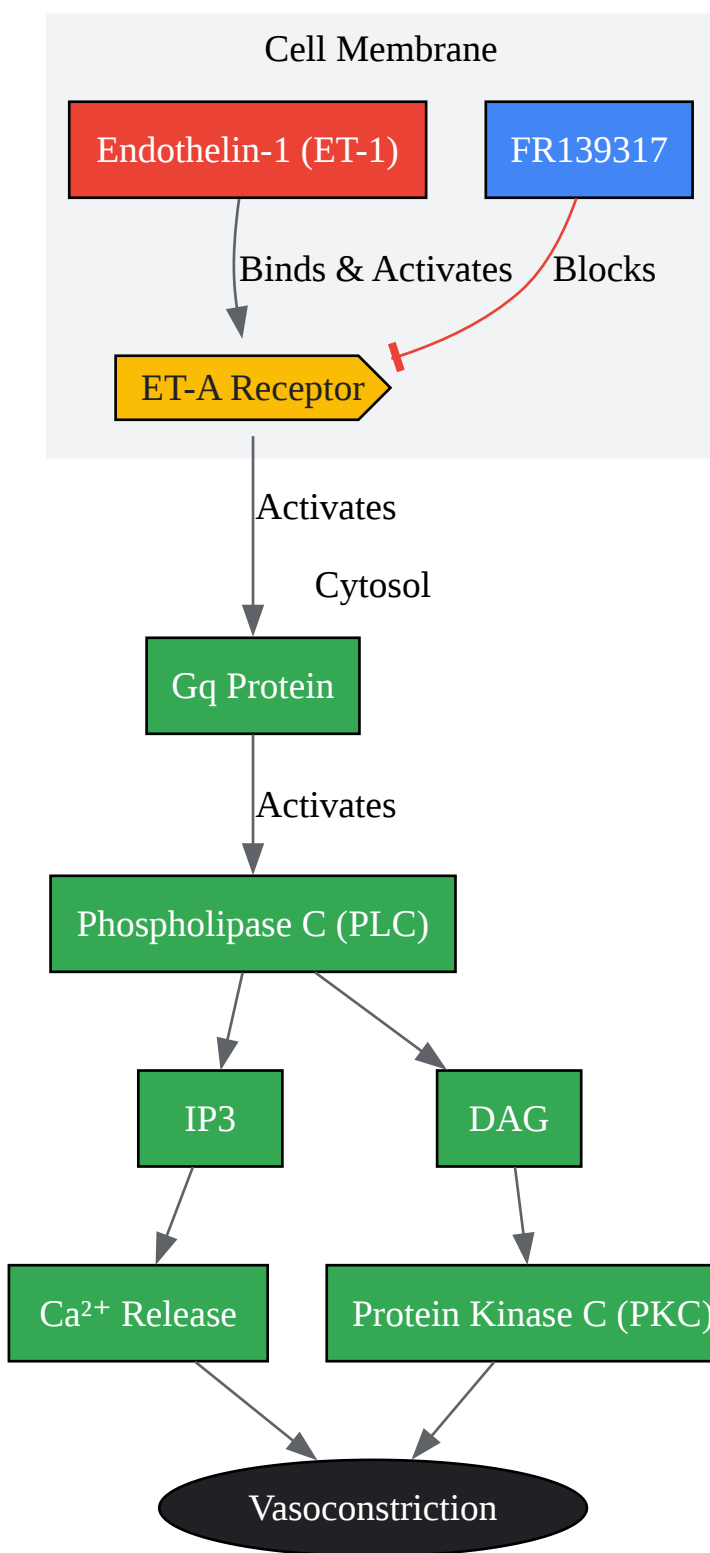 Cell Membrane
Endothelin-1 (ET-1)
FR139317
Binds & Activates
Blocks
ET-A Receptor
Activates
Cytosol
Gq Protein
Activates
Phospholipase C (PLC)
IP3
DAG
Ca²⁺ Release
Protein Kinase C (PKC)
Vasoconstriction